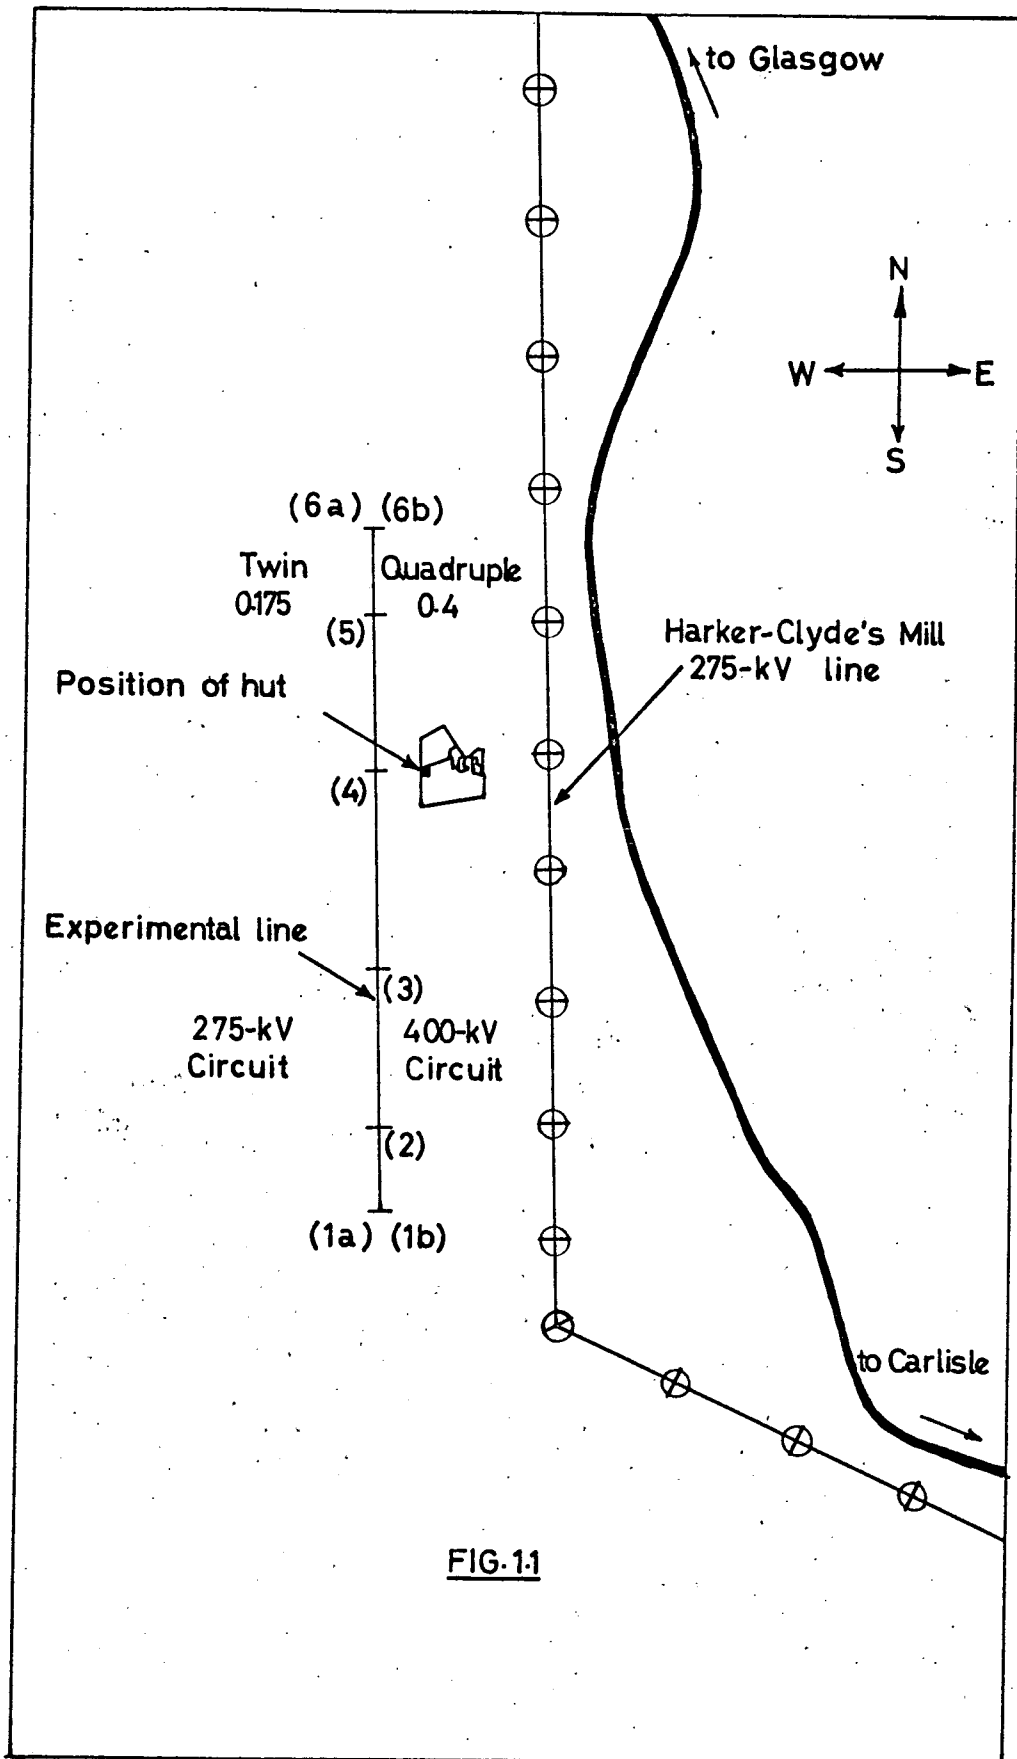 to Glasgow
N
W
E
S
(6a) (6b)
Twin
0.175
Quadruple
0.4
(5)
Harker-Clyde's Mill
275-kV line
Position of hut
(4)
Experimental line
(3)
275-kV
Circuit
400-kV
Circuit
(2)
(1a) (1b)
to Carlisle
FIG. 1.1